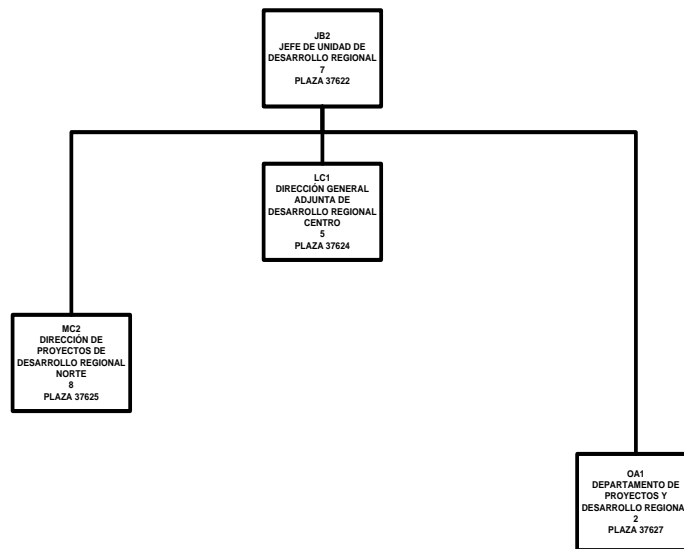 JB2
JEFE DE UNIDAD DE
DESARROLLO REGIONAL
7
PLAZA 37622
LC1
DIRECCIÓN GENERAL
ADJUNTA DE
DESARROLLO REGIONAL
CENTRO
5
PLAZA 37624
MC2
DIRECCIÓN DE
PROYECTOS DE
DESARROLLO REGIONAL
NORTE
8
PLAZA 37625
OA1
DEPARTAMENTO DE
PROYECTOS Y
DESARROLLO REGIONA
2
PLAZA 37627